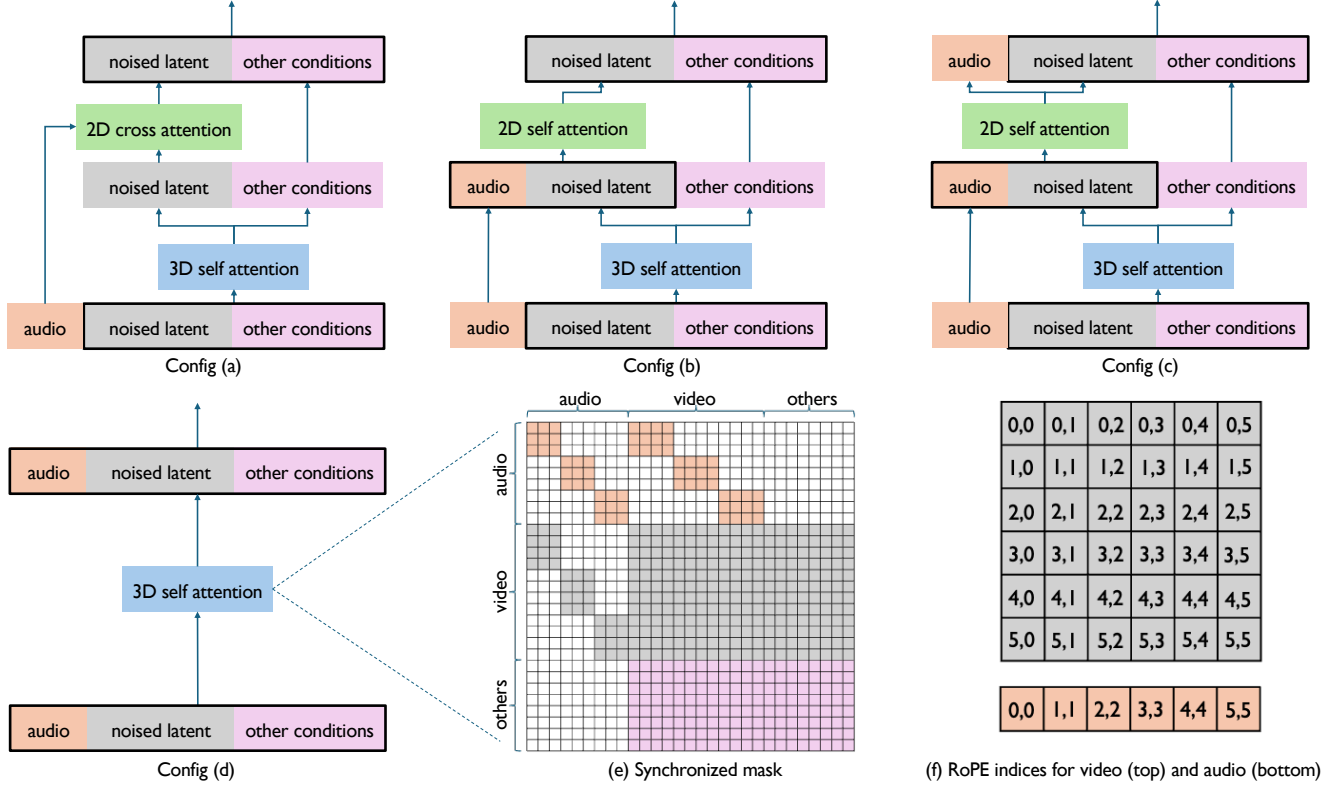 noised latent other conditions
2D cross attention
noised latent other conditions
3D self attention
audio noised latent other conditions
Config (a)
noised latent other conditions
2D self attention
audio noised latent other conditions
3D self attention
audio noised latent other conditions
Config (b)
audio noised latent other conditions
2D self attention
audio noised latent other conditions
3D self attention
audio noised latent other conditions
Config (c)
audio noised latent other conditions
3D self attention
audio noised latent other conditions
Config (d)
audio video others
audio
video
others
(e) Synchronized mask
0,0 0,1 0,2 0,3 0,4 0,5
1,0 1,1 1,2 1,3 1,4 1,5
2,0 2,1 2,2 2,3 2,4 2,5
3,0 3,1 3,2 3,3 3,4 3,5
4,0 4,1 4,2 4,3 4,4 4,5
5,0 5,1 5,2 5,3 5,4 5,5
0,0 1,1 2,2 3,3 4,4 5,5
(f) RoPE indices for video (top) and audio (bottom)